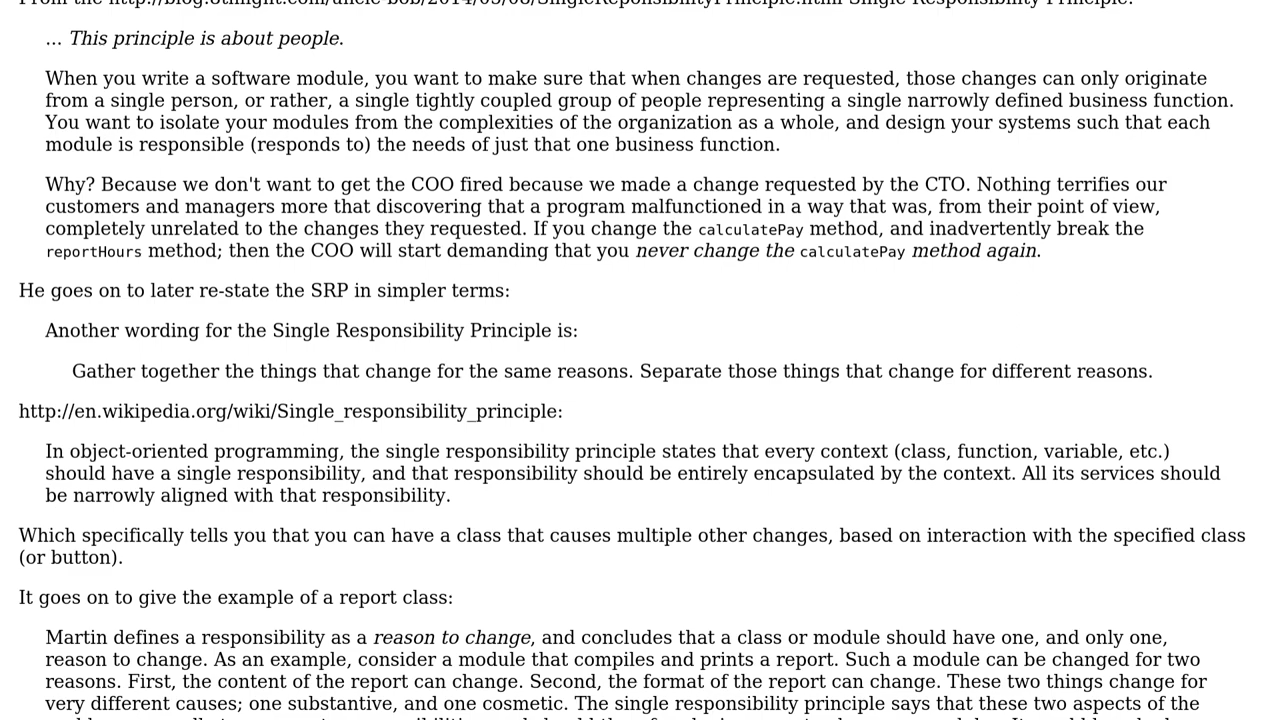 From the http://blog.8thlight.com/uncle-bob/2014/05/08/SingleReponsibilityPrinciple.html Single Responsibility Principle:
... This principle is about people.
When you write a software module, you want to make sure that when changes are requested, those changes can only originate
from a single person, or rather, a single tightly coupled group of people representing a single narrowly defined business function.
You want to isolate your modules from the complexities of the organization as a whole, and design your systems such that each
module is responsible (responds to) the needs of just that one business function.
Why? Because we don't want to get the COO fired because we made a change requested by the CTO. Nothing terrifies our
customers and managers more that discovering that a program malfunctioned in a way that was, from their point of view,
completely unrelated to the changes they requested. If you change the calculatePay method, and inadvertently break the
reportHours method; then the COO will start demanding that you never change the calculatePay method again.
He goes on to later re-state the SRP in simpler terms:
Another wording for the Single Responsibility Principle is:
Gather together the things that change for the same reasons. Separate those things that change for different reasons.
http://en.wikipedia.org/wiki/Single_responsibility_principle:
In object-oriented programming, the single responsibility principle states that every context (class, function, variable, etc.)
should have a single responsibility, and that responsibility should be entirely encapsulated by the context. All its services should
be narrowly aligned with that responsibility.
Which specifically tells you that you can have a class that causes multiple other changes, based on interaction with the specified class
(or button).
It goes on to give the example of a report class:
Martin defines a responsibility as a reason to change, and concludes that a class or module should have one, and only one,
reason to change. As an example, consider a module that compiles and prints a report. Such a module can be changed for two
reasons. First, the content of the report can change. Second, the format of the report can change. These two things change for
very different causes; one substantive, and one cosmetic. The single responsibility principle says that these two aspects of the